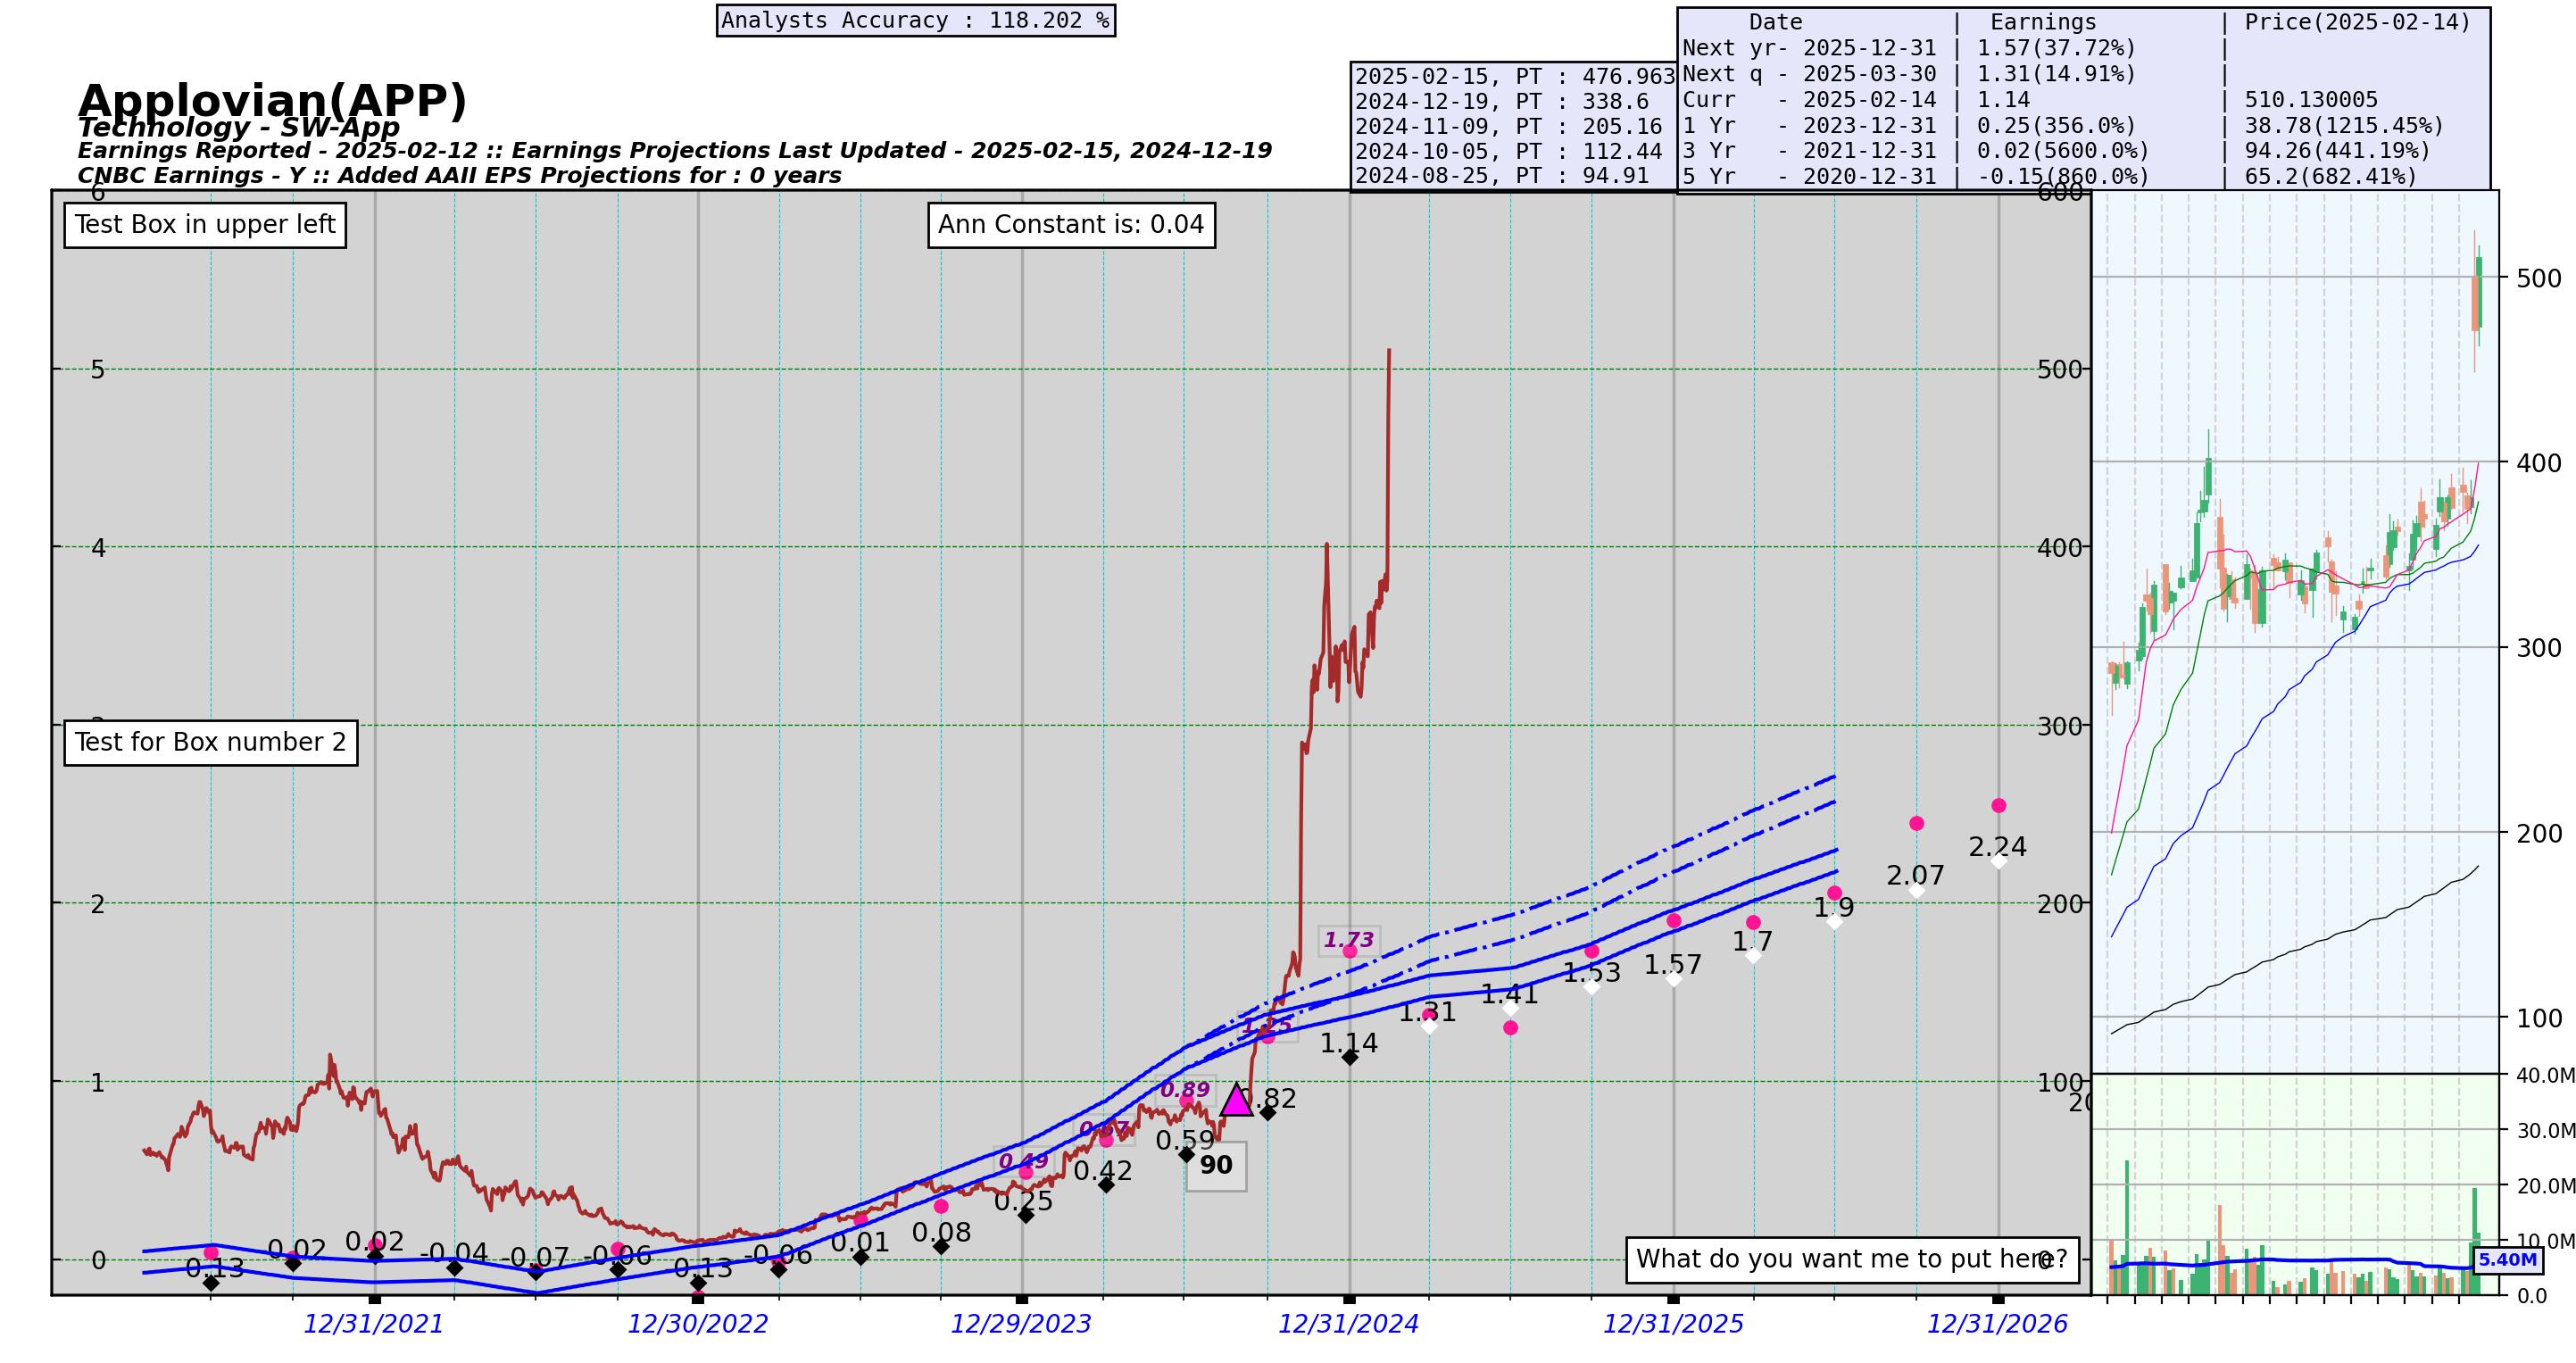 Analysts Accuracy : 118.202 %
Date | Earnings | Price(2025-02-14)
Next yr- 2025-12-31 | 1.57(37.72%) |
Next q - 2025-03-30 | 1.31(14.91%) |
Curr - 2025-02-14 | 1.14 | 510.130005
1 Yr - 2023-12-31 | 0.25(356.0%) | 38.78(1215.45%)
3 Yr - 2021-12-31 | 0.02(5600.0%) | 94.26(441.19%)
5 Yr - 2020-12-31 | -0.15(860.0%) | 65.2(682.41%)
2025-02-15, PT : 476.963
2024-12-19, PT : 338.6
2024-11-09, PT : 205.16
2024-10-05, PT : 112.44
2024-08-25, PT : 94.91
Applovian(APP)
Technology - SW-App
Earnings Reported - 2025-02-12 :: Earnings Projections Last Updated - 2025-02-15, 2024-12-19
CNBC Earnings - Y :: Added AAII EPS Projections for : 0 years
6
600
Test Box in upper left
Ann Constant is: 0.04
500
5
500
400
4
400
300
3
300
Test for Box number 2
200
2
200
2.24
2.07
1.9
1.7
1.57
1.53
1.41
1.31
1.73
1.25
1.14
100
1
100
40.0M
20
0.89
0.82
0.67
0.59
90
0.49
0.42
0.25
30.0M
20.0M
10.0M
0.13
0.02
0.02
-0.04
-0.07
-0.06
-0.13
-0.06
0.01
0.08
0
What do you want me to put here?
0
5.40M
0.0
12/31/2021
12/30/2022
12/29/2023
12/31/2024
12/31/2025
12/31/2026